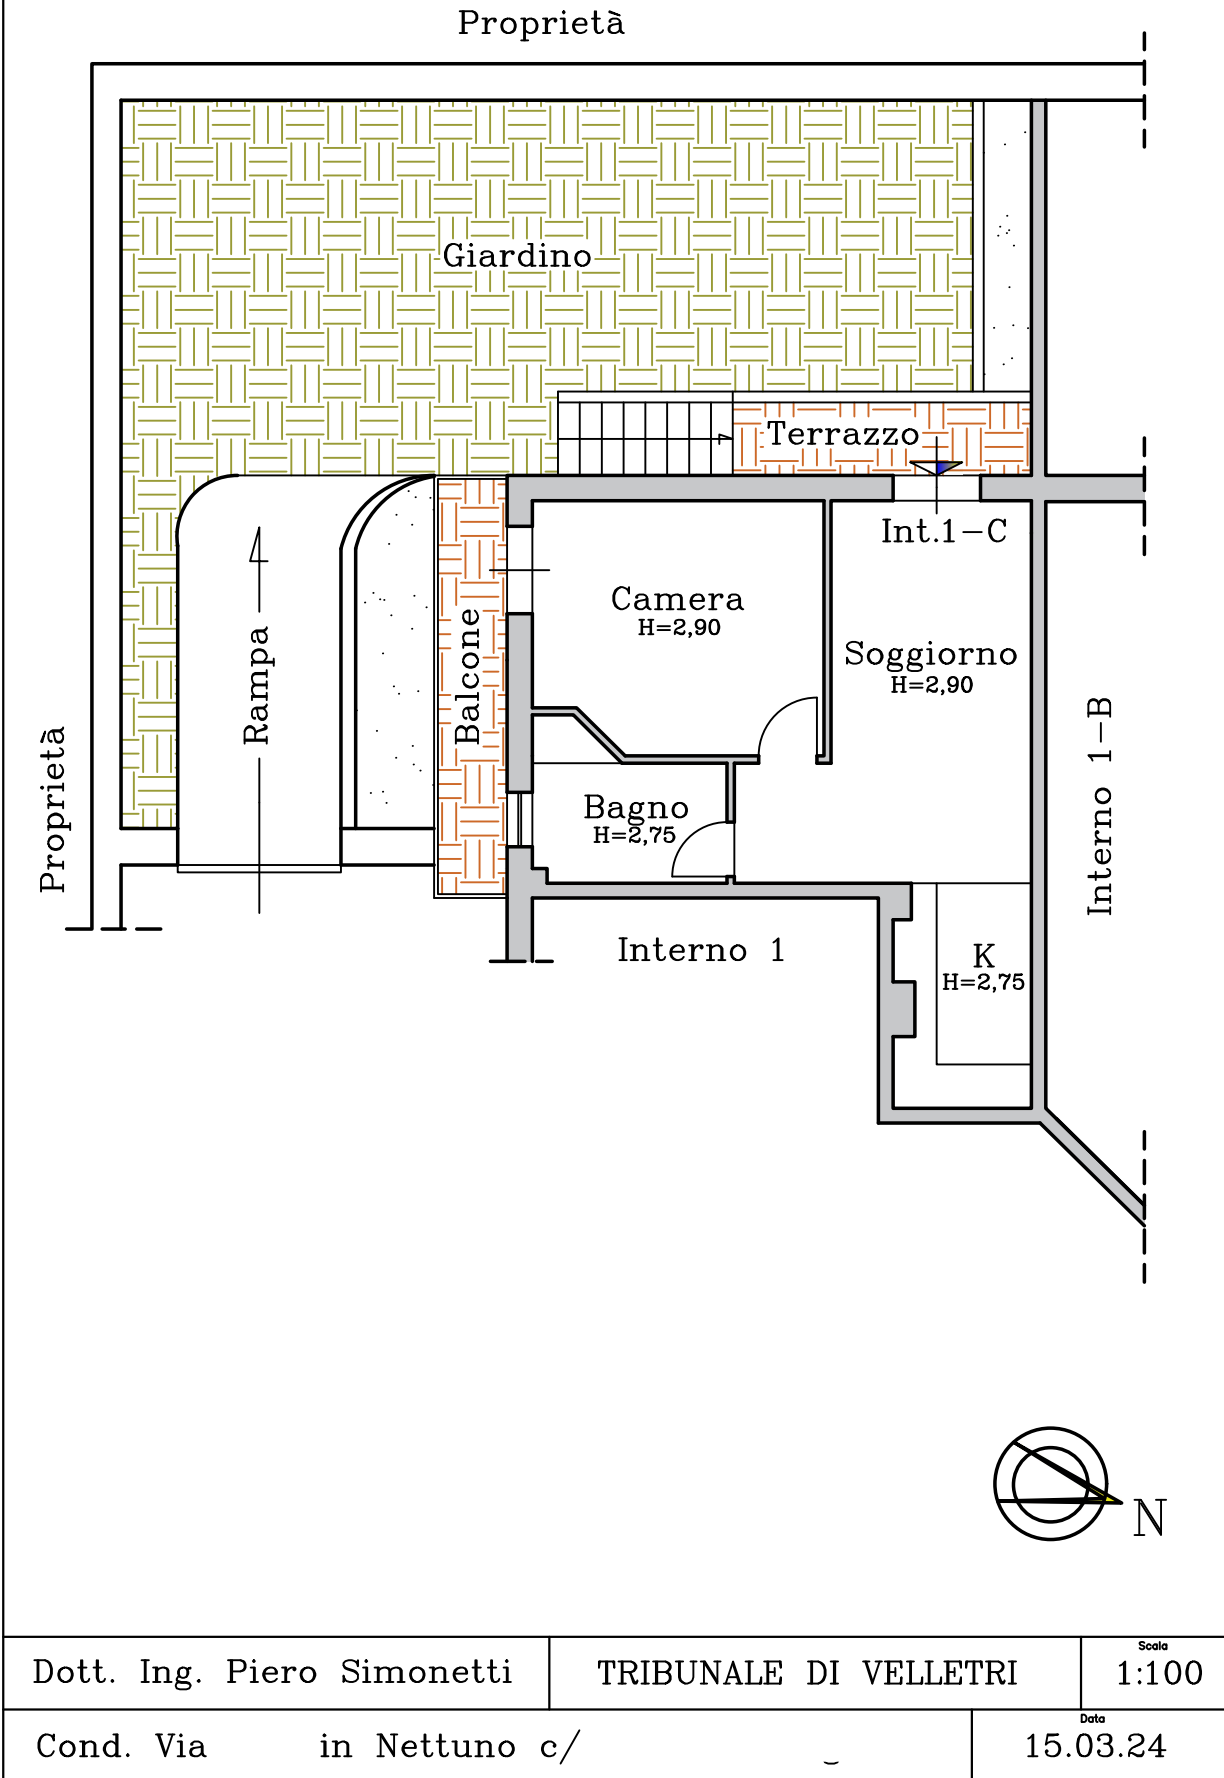 Proprietà
Giardino
Terrazzo
Int.1-C
Camera
H=2,90
Soggiorno
H=2,90
Rampa
Balcone
Proprietà
Bagno
H=2,75
Interno 1-B
Interno 1
K
H=2,75
N
Dott. Ing. Piero Simonetti
TRIBUNALE DI VELLETRI
Scala
1:100
Cond. Via in Nettuno c/
Data
15.03.24